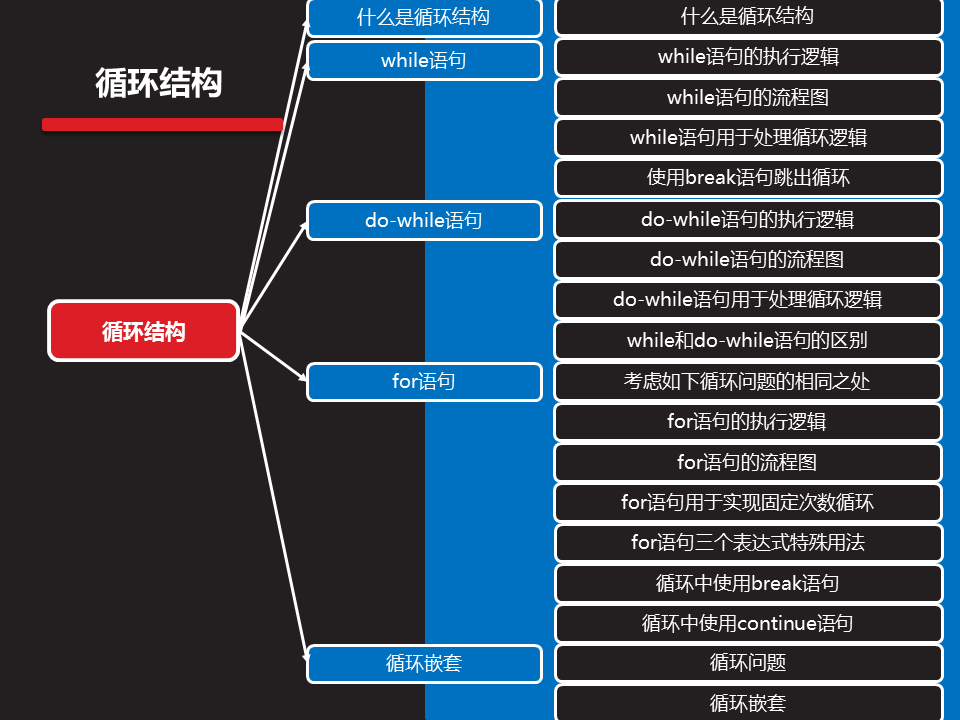 循环结构
循环结构
什么是循环结构
while语句
do-while语句
for语句
循环嵌套
什么是循环结构
while语句的执行逻辑
while语句的流程图
while语句用于处理循环逻辑
使用break语句跳出循环
do-while语句的执行逻辑
do-while语句的流程图
do-while语句用于处理循环逻辑
while和do-while语句的区别
考虑如下循环问题的相同之处
for语句的执行逻辑
for语句的流程图
for语句用于实现固定次数循环
for语句三个表达式特殊用法
循环中使用break语句
循环中使用continue语句
循环问题
循环嵌套